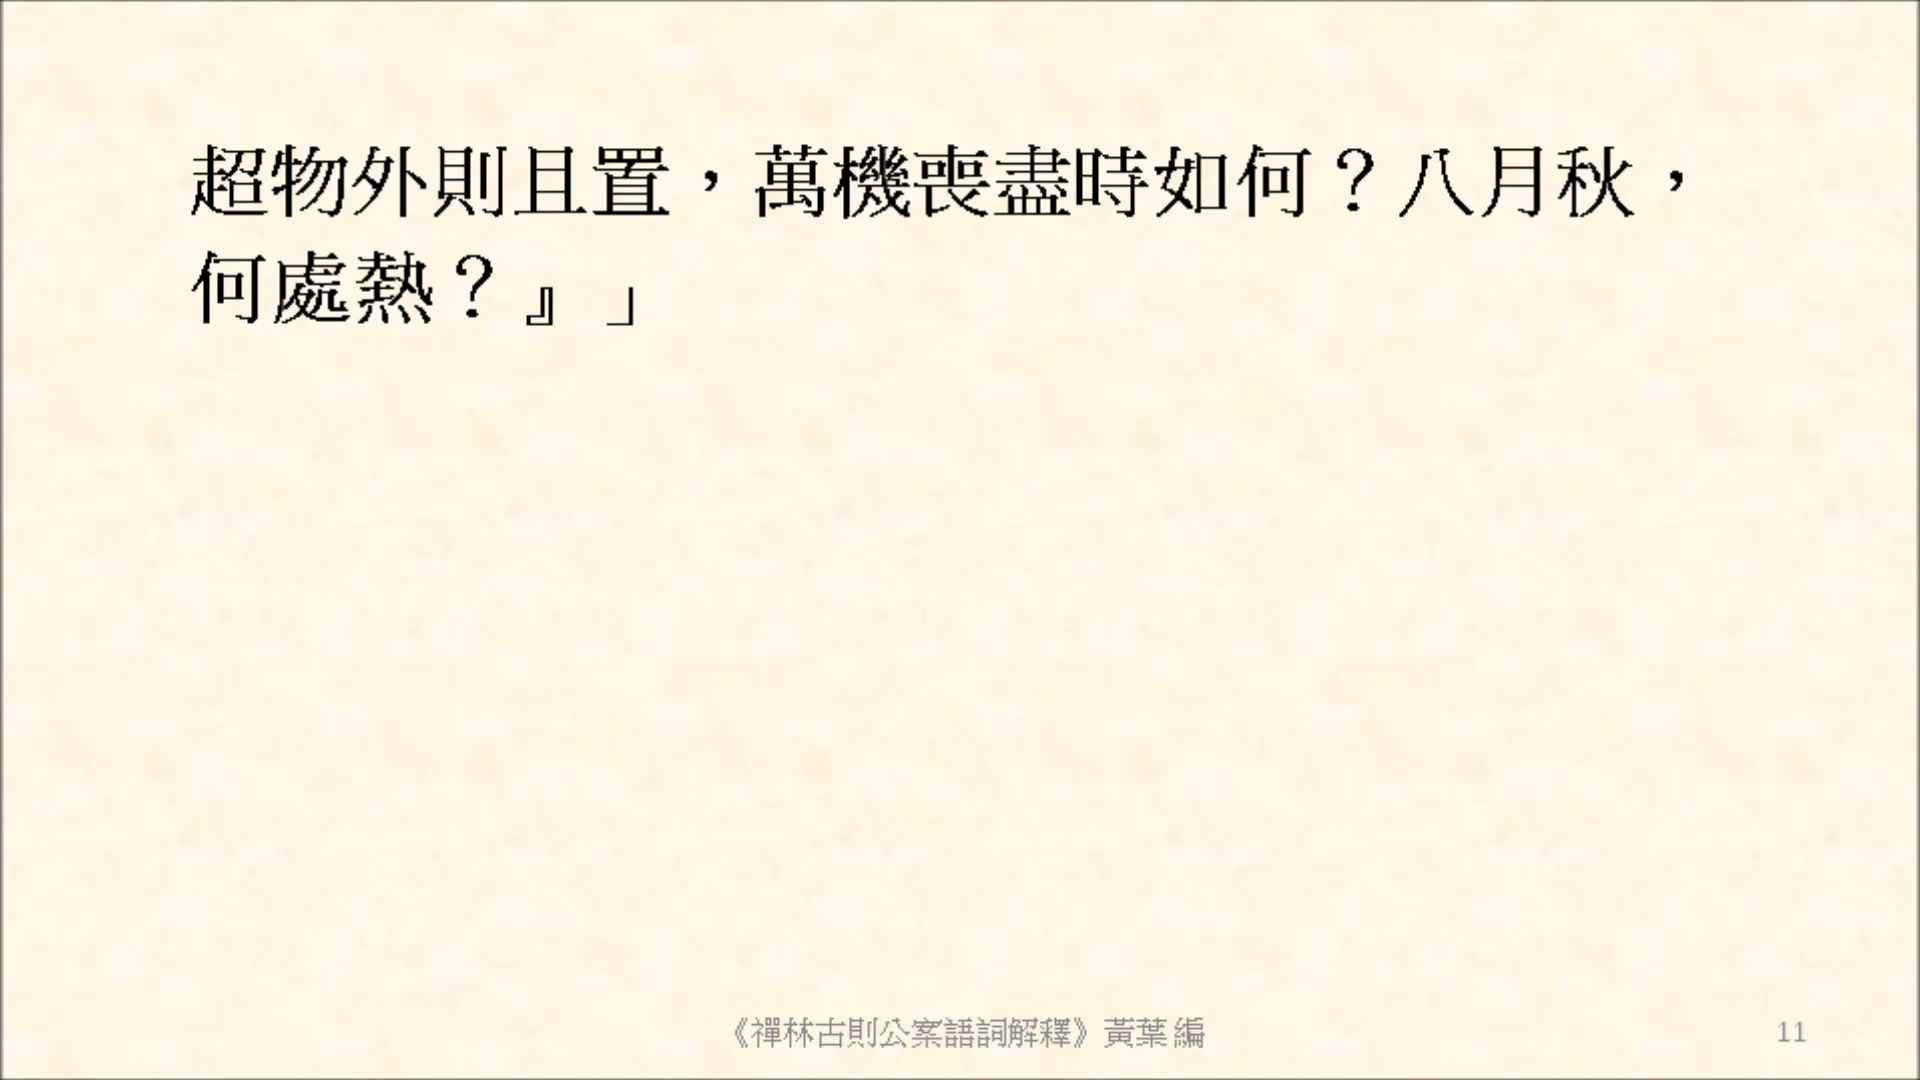 超物外則且置，萬機喪盡時如何？八月秋，
何處熱？』」
《禪林古則公案語詞解釋》黃葉 編
11